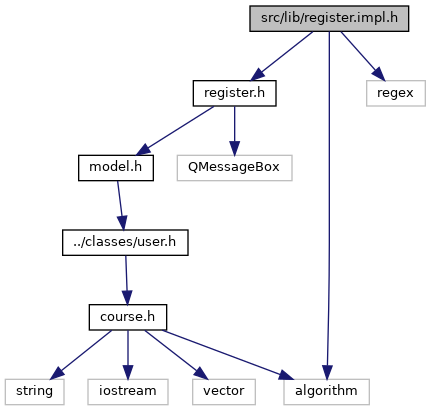 src/lib/register.impl.h
register.h
regex
model.h
QMessageBox
../classes/user.h
course.h
string
iostream
vector
algorithm